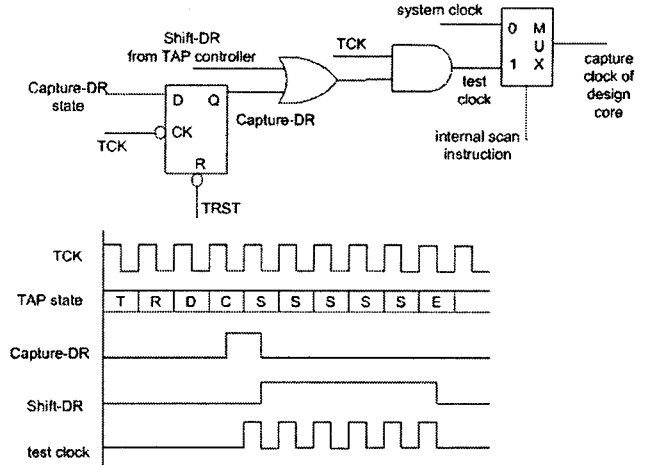 system clock
0 M
U
1 X
capture
clock of
design
core
Shift-DR
from TAP controller
TCK
test
clock
Capture-DR
state
D Q
Capture-DR
CK
TCK
R
TRST
internal scan
instruction
TCK
TAP state T R D C S S S S S E
Capture-DR
Shift-DR
test clock